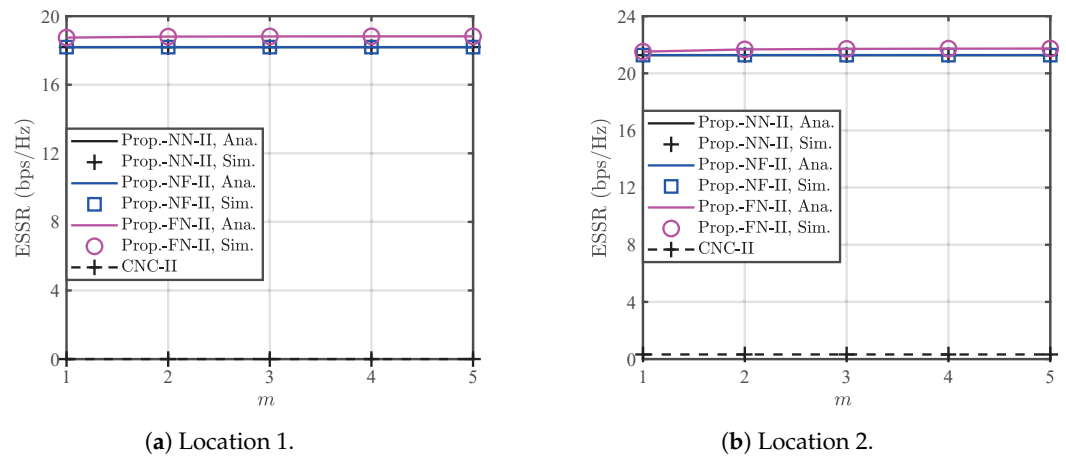 20
16
12
8
4
0
ESSR (bps/Hz)
Prop.-NN-II, Ana.
Prop.-NN-II, Sim.
Prop.-NF-II, Ana.
Prop.-NF-II, Sim.
Prop.-FN-II, Ana.
Prop.-FN-II, Sim.
CNC-II
1 2 3 4 5
m
(a) Location 1.
24
20
16
12
8
4
0
ESSR (bps/Hz)
Prop.-NN-II, Ana.
Prop.-NN-II, Sim.
Prop.-NF-II, Ana.
Prop.-NF-II, Sim.
Prop.-FN-II, Ana.
Prop.-FN-II, Sim.
CNC-II
1 2 3 4 5
m
(b) Location 2.